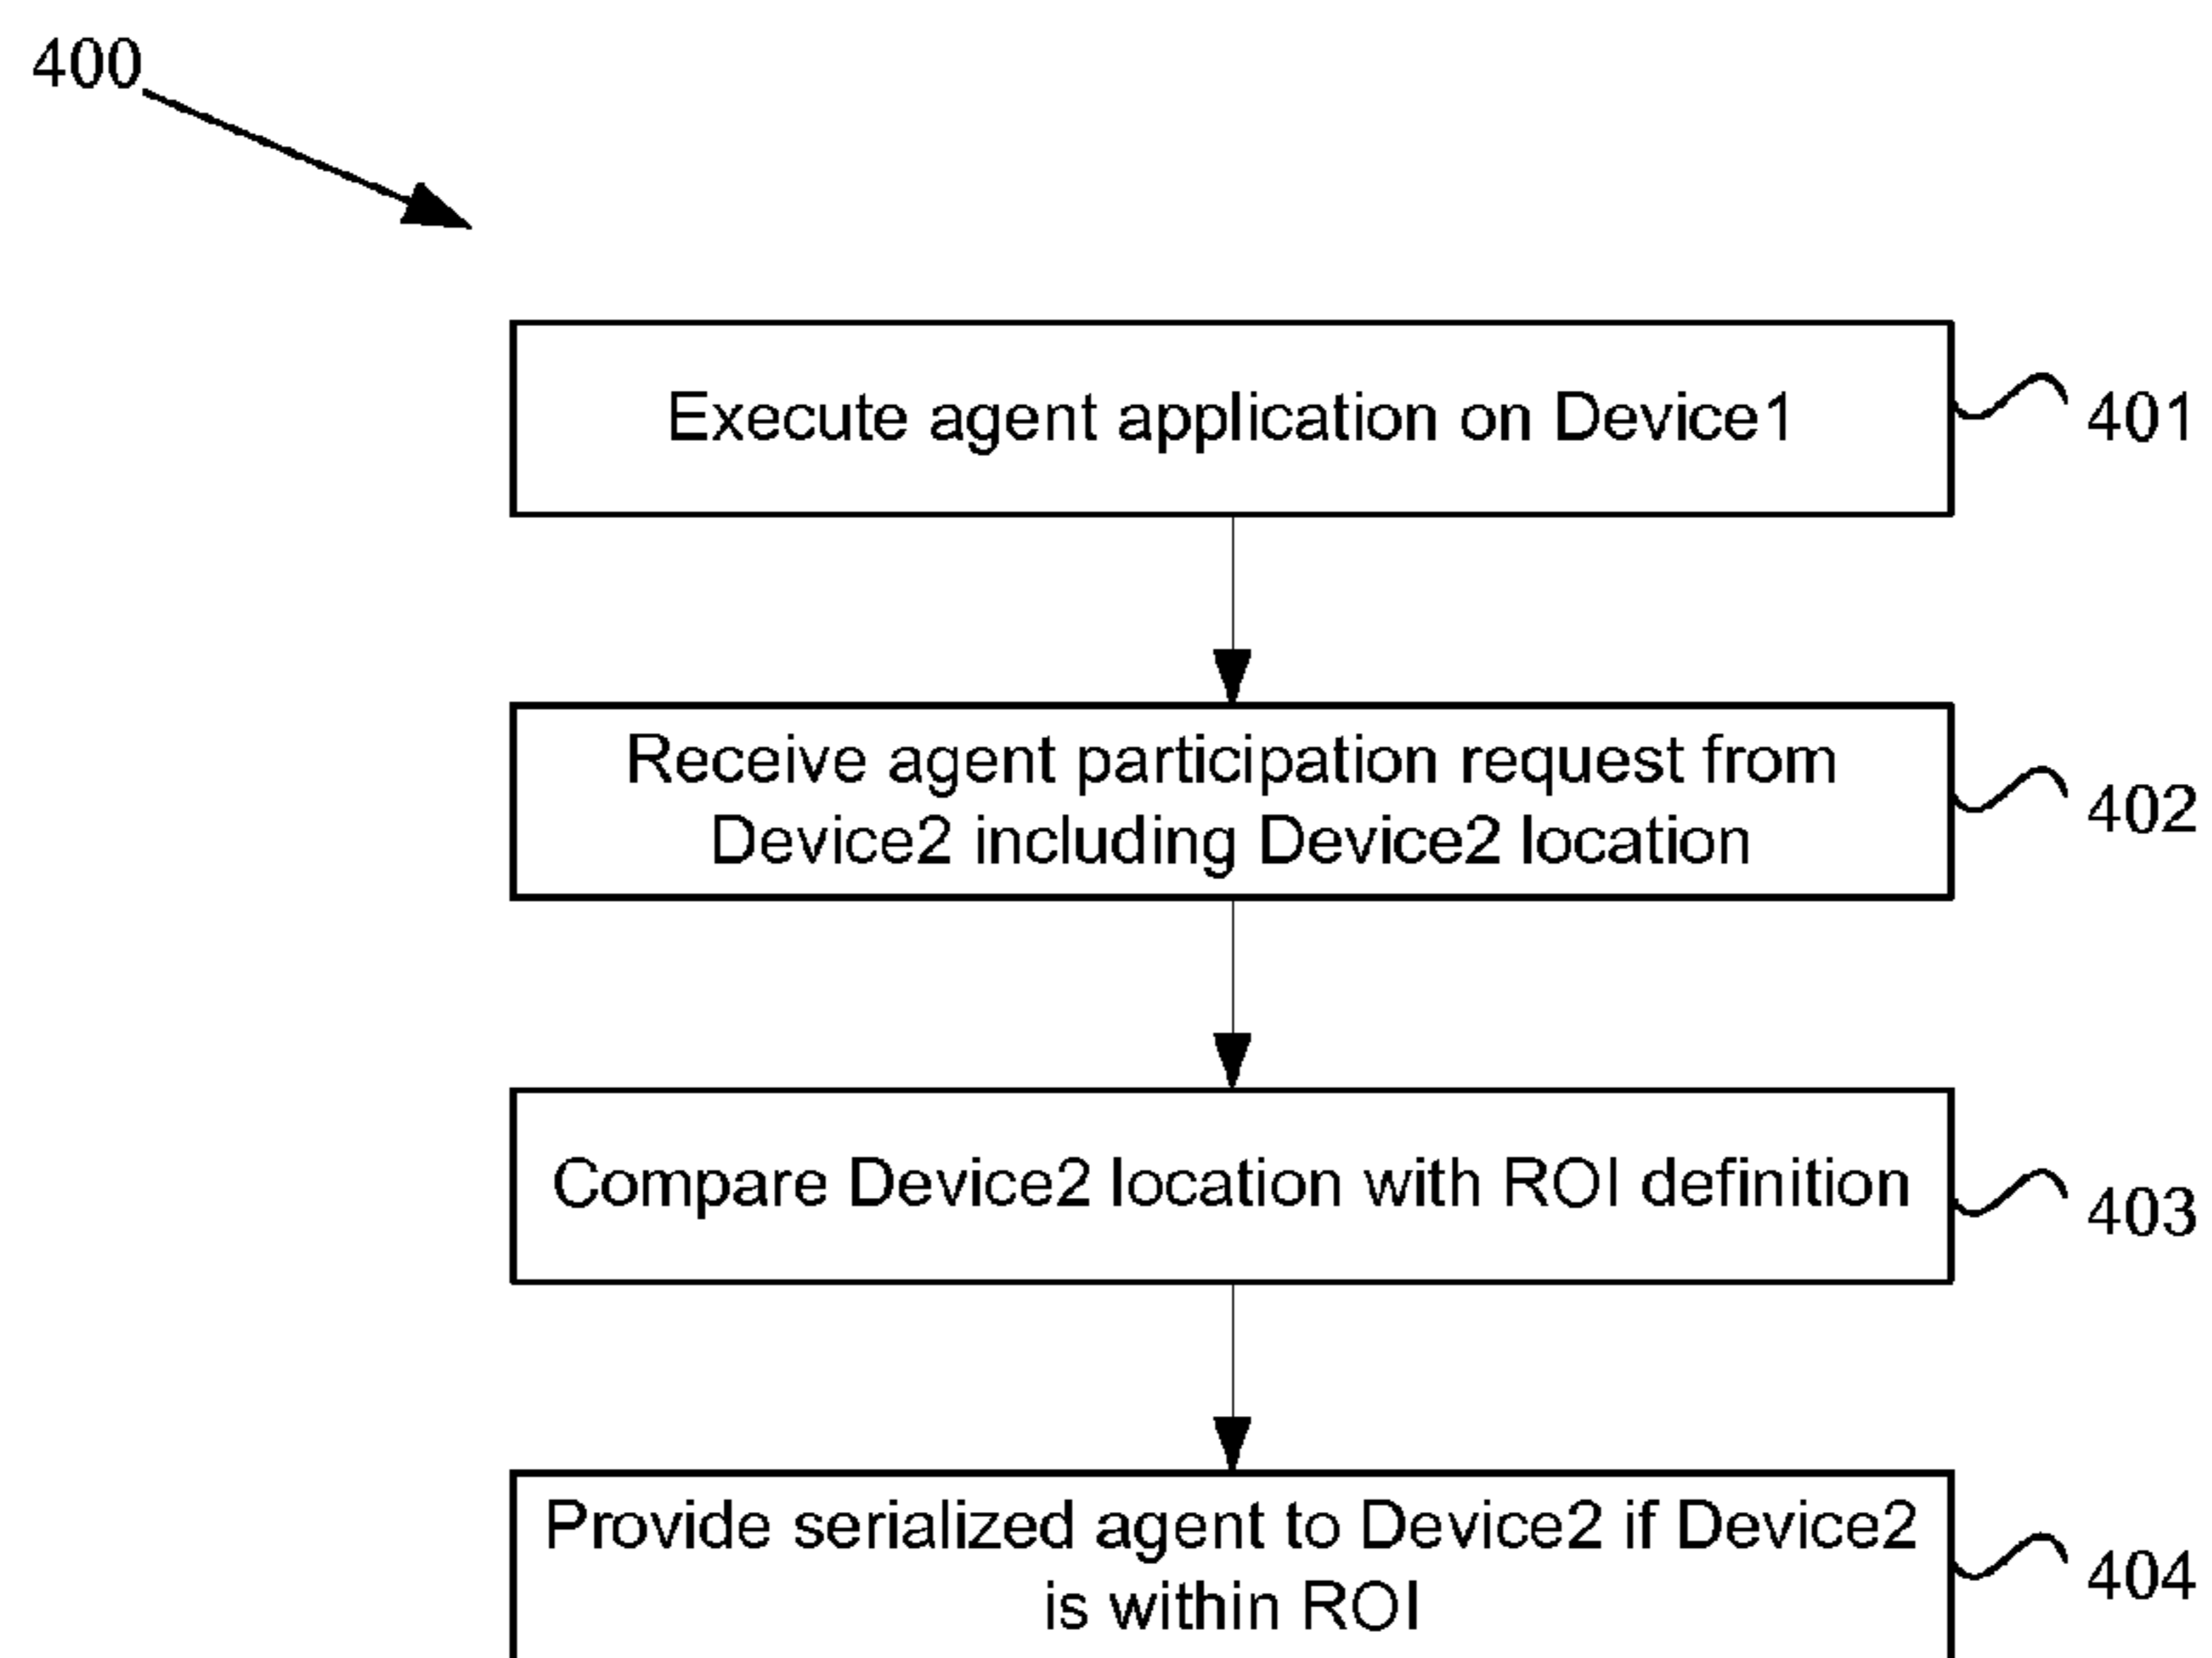 400
Execute agent application on Device1
401
Receive agent participation request from
Device2 including Device2 location
402
Compare Device2 location with ROI definition
403
Provide serialized agent to Device2 if Device2
is within ROI
404